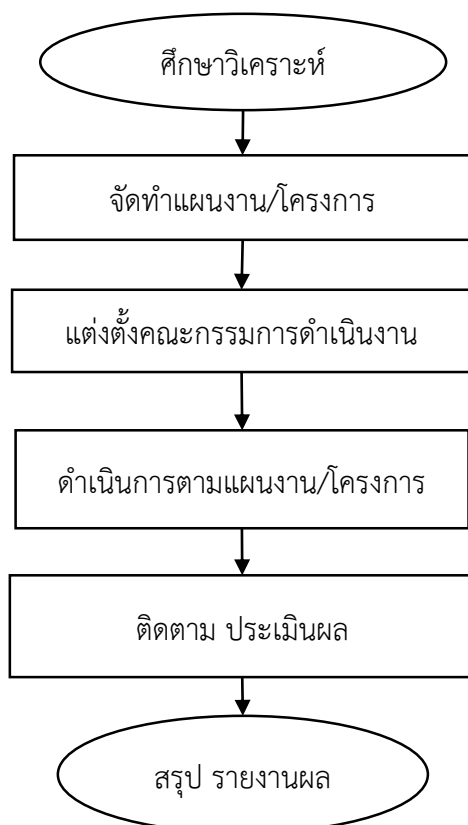 ศึกษาวิเคราะห์
จัดทำแผนงาน/โครงการ
แต่งตั้งคณะกรรมการดำเนินงาน
ดำเนินการตามแผนงาน/โครงการ
ติดตาม ประเมินผล
สรุป รายงานผล